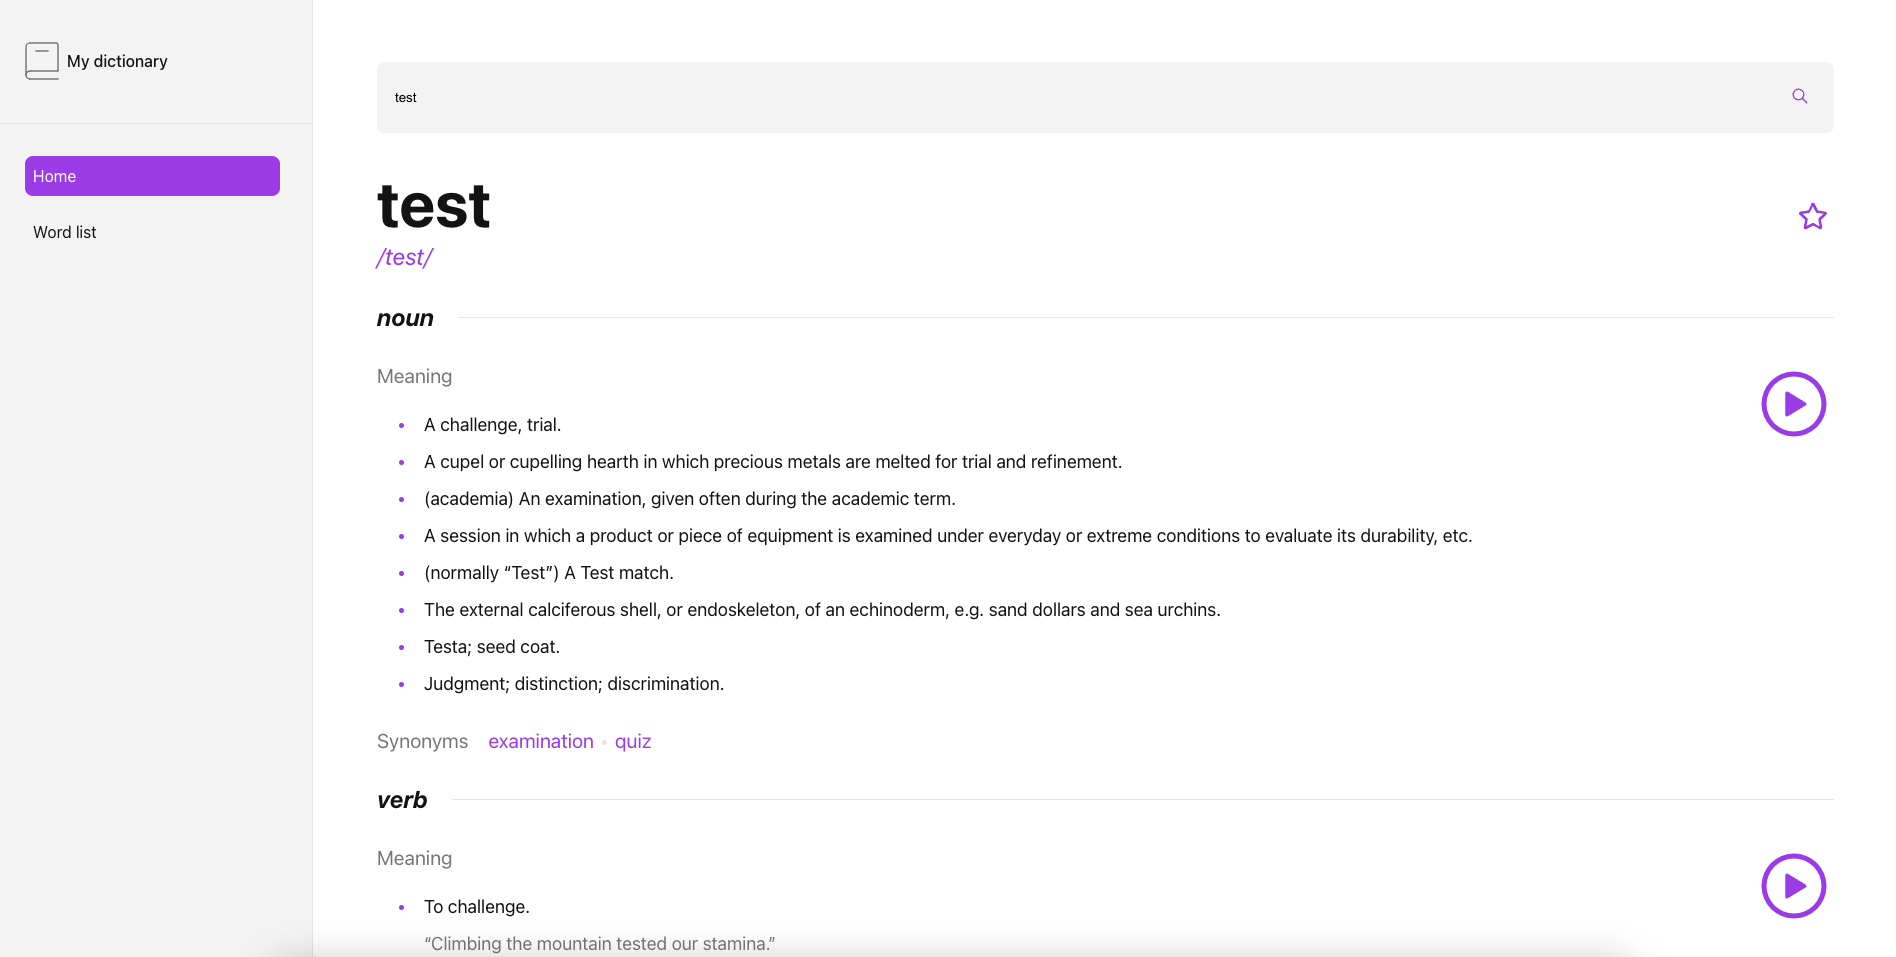 My dictionary
Home
Word list
test
test
/test/
noun
Meaning
A challenge, trial.
A cupel or cupelling hearth in which precious metals are melted for trial and refinement.
(academia) An examination, given often during the academic term.
A session in which a product or piece of equipment is examined under everyday or extreme conditions to evaluate its durability, etc.
(normally “Test”) A Test match.
The external calciferous shell, or endoskeleton, of an echinoderm, e.g. sand dollars and sea urchins.
Testa; seed coat.
Judgment; distinction; discrimination.
Synonyms examination • quiz
verb
Meaning
To challenge.
“Climbing the mountain tested our stamina.”